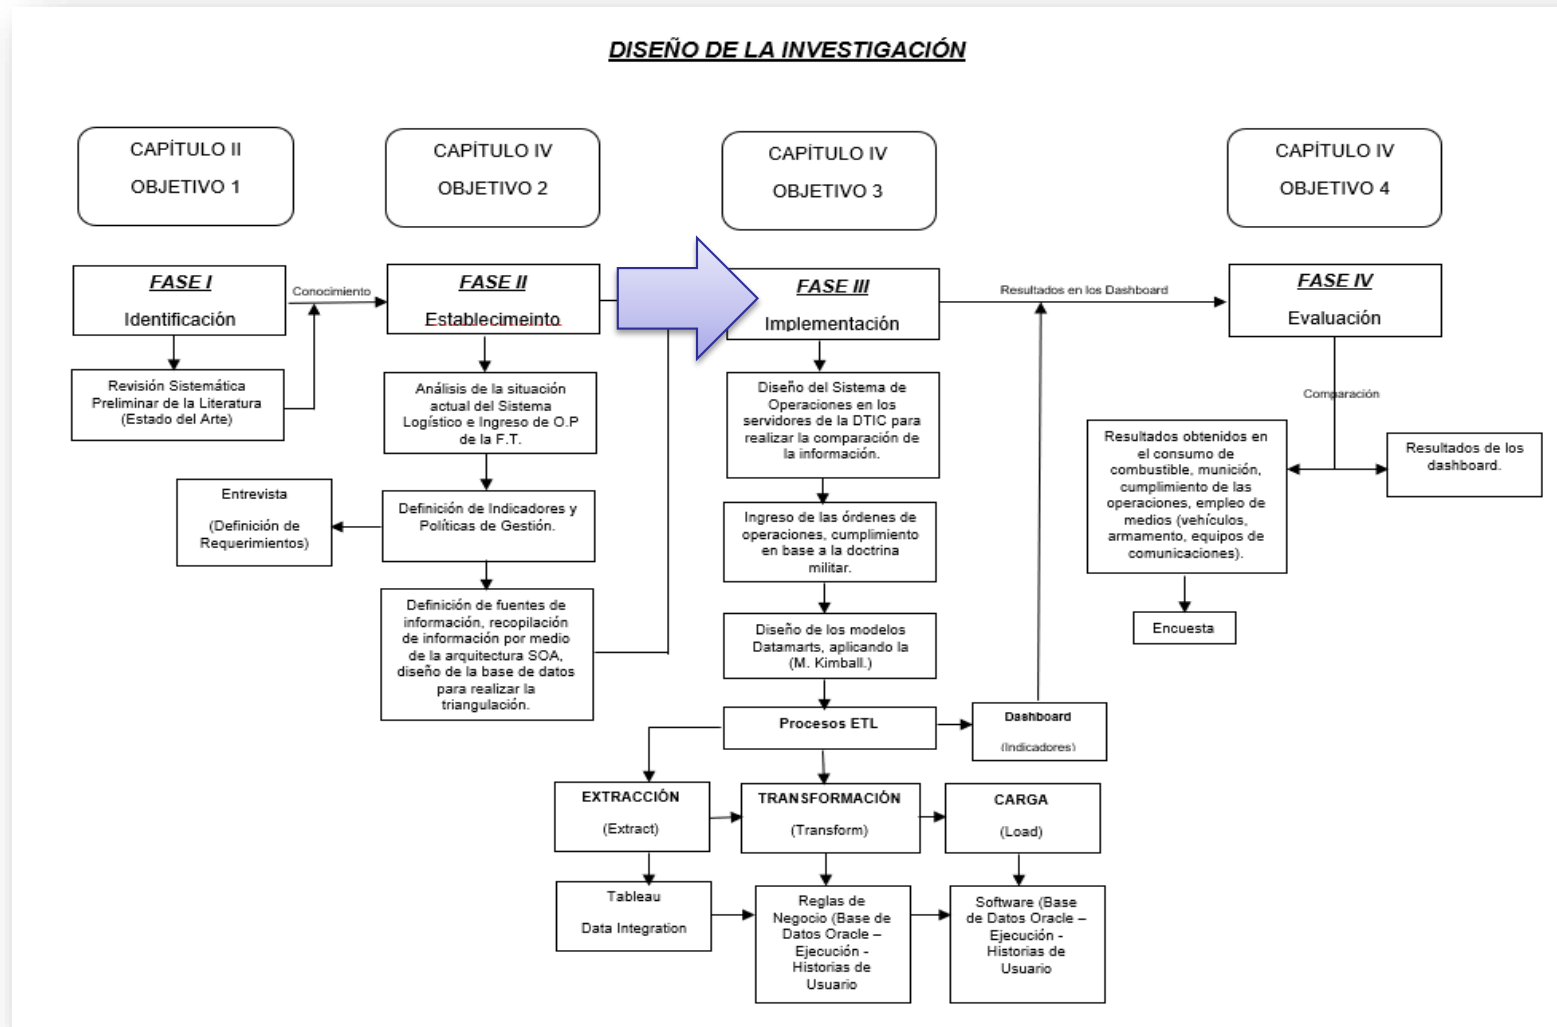 DISEÑO DE LA INVESTIGACIÓN
CAPÍTULO II
OBJETIVO 1
CAPÍTULO IV
OBJETIVO 2
CAPÍTULO IV
OBJETIVO 3
CAPÍTULO IV
OBJETIVO 4
FASE I
Identificación
Conocimiento
FASE II
Establecimeinto
FASE III
Implementación
Resultados en los Dashboard
FASE IV
Evaluación
Revisión Sistemática
Preliminar de la Literatura
(Estado del Arte)
Análisis de la situación
actual del Sistema
Logístico e Ingreso de O.P
de la F.T.
Entrevista
(Definición de
Requerimientos)
Definición de Indicadores y
Políticas de Gestión.
Definición de fuentes de
información, recopilación
de información por medio
de la arquitectura SOA,
diseño de la base de datos
para realizar la
triangulación.
Diseño del Sistema de
Operaciones en los
servidores de la DTIC para
realizar la comparación de
la información.
Ingreso de las órdenes de
operaciones, cumplimiento
en base a la doctrina
militar.
Diseño de los modelos
Datamarts, aplicando la
(M. Kimball.)
Procesos ETL
Dashboard
(Indicadores)
EXTRACCIÓN
(Extract)
TRANSFORMACIÓN
(Transform)
CARGA
(Load)
Tableau
Data Integration
Reglas de
Negocio (Base de
Datos Oracle –
Ejecución -
Historias de
Usuario
Software (Base
de Datos Oracle –
Ejecución -
Historias de
Usuario
Comparación
Resultados obtenidos en
el consumo de
combustible, munición,
cumplimiento de las
operaciones, empleo de
medios (vehículos,
armamento, equipos de
comunicaciones).
Resultados de los
dashboard.
Encuesta